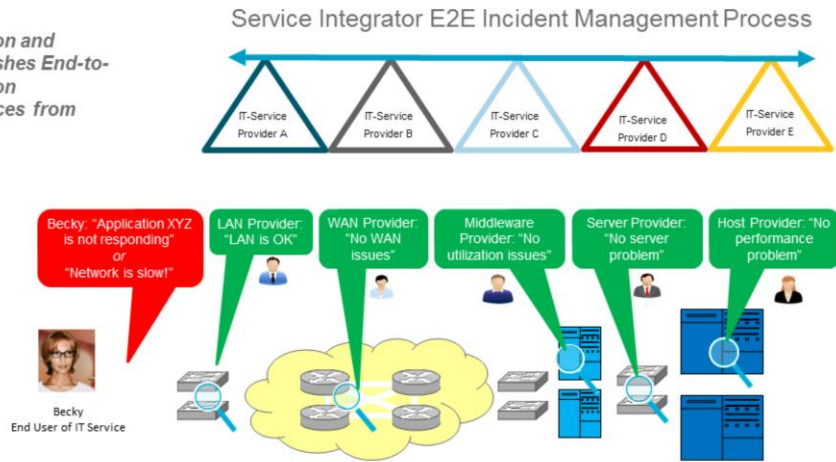 Service Integrator E2E Incident Management Process
on and
shes End-to-
on
ces from
IT-Service
Provider A
IT-Service
Provider B
IT-Service
Provider C
IT-Service
Provider D
IT-Service
Provider E
Becky: "Application XYZ
is not responding"
or
"Network is slow!"
LAN Provider:
"LAN is OK"
WAN Provider:
"No WAN
issues"
Middleware
Provider: "No
utilization issues"
Server Provider:
"No server
problem"
Host Provider: "No
performance
problem"
Becky
End User of IT Service